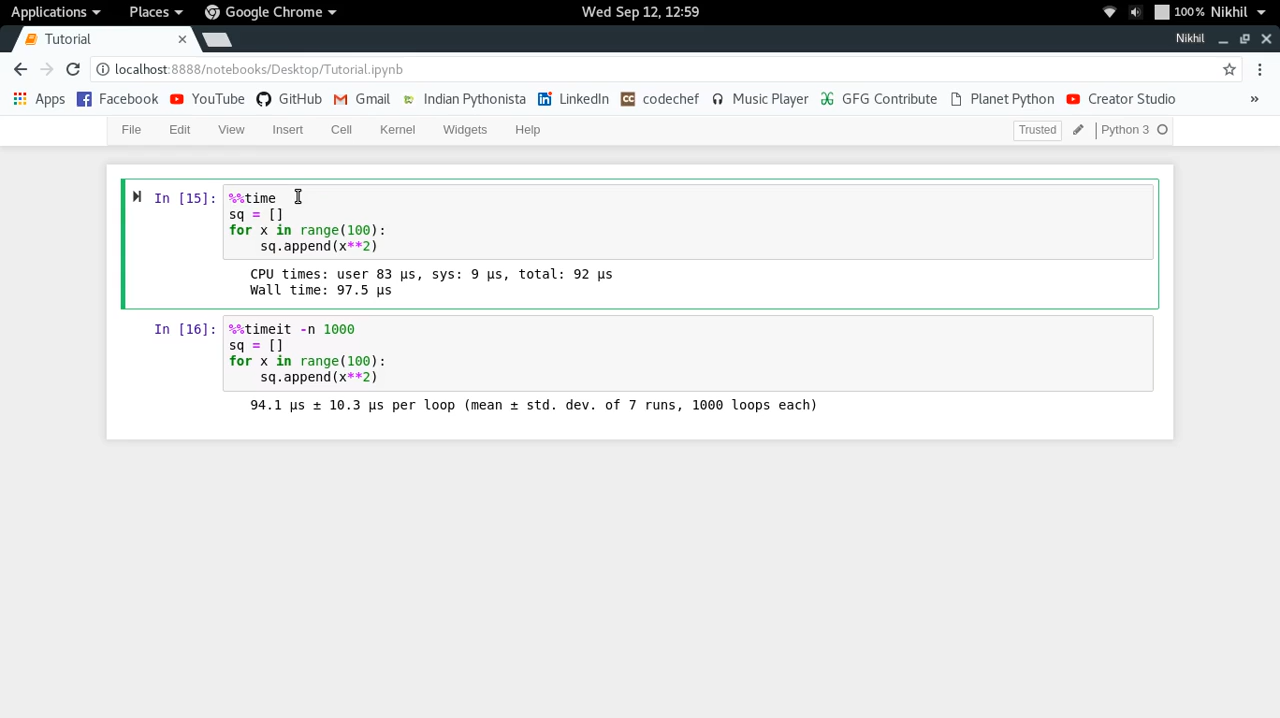 Applications Places Google Chrome Wed Sep 12, 12:59 100% Nikhil
Tutorial Nikhil
localhost:8888/notebooks/Desktop/Tutorial.ipynb
Apps Facebook YouTube GitHub Gmail Indian Pythonista LinkedIn codechef Music Player GFG Contribute Planet Python Creator Studio »
File Edit View Insert Cell Kernel Widgets Help Trusted Python 3
In [15]: %%time
sq = []
for x in range(100):
    sq.append(x**2)
CPU times: user 83 µs, sys: 9 µs, total: 92 µs
Wall time: 97.5 µs
In [16]: %%timeit -n 1000
sq = []
for x in range(100):
    sq.append(x**2)
94.1 µs ± 10.3 µs per loop (mean ± std. dev. of 7 runs, 1000 loops each)